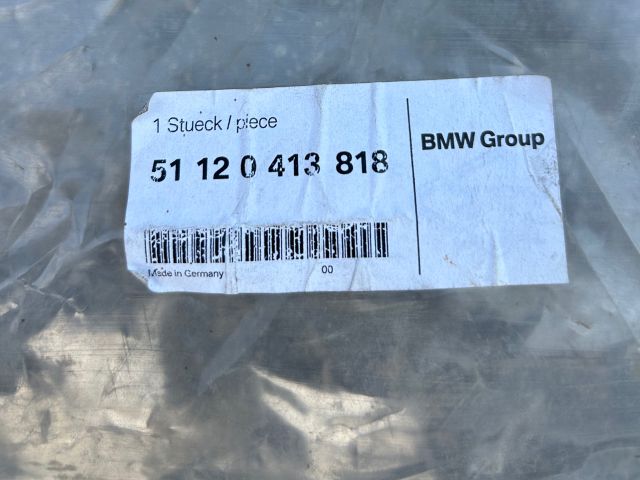 1 Stueck / piece
51 12 0 413 818
BMW Group
Made in Germany
00